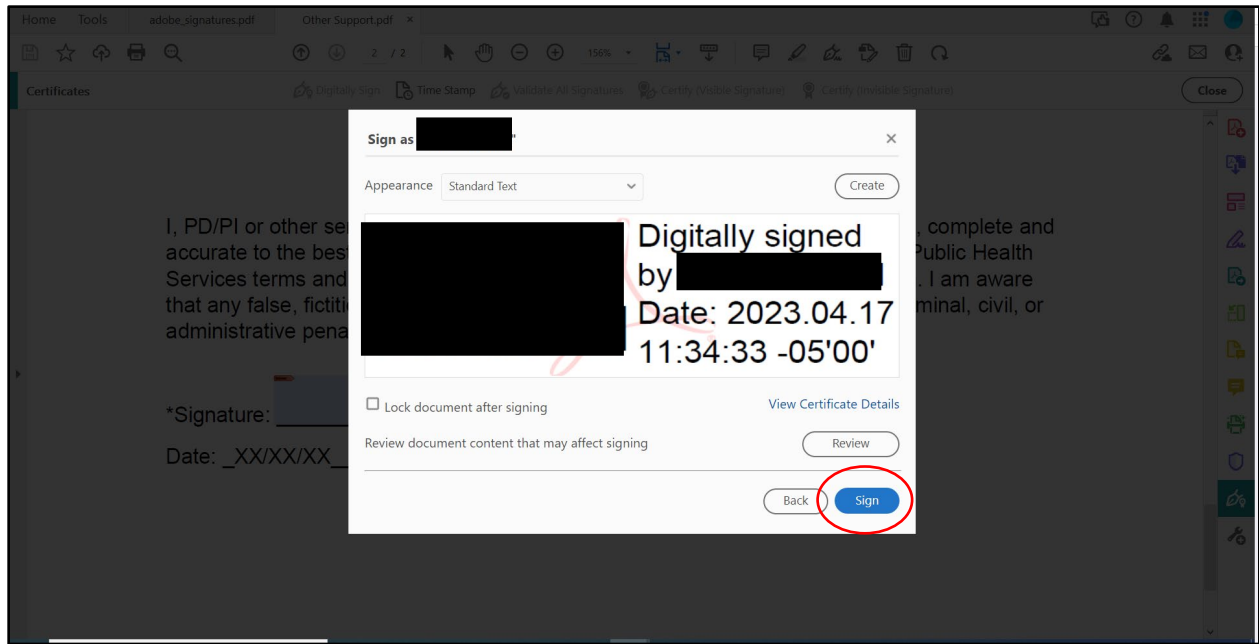 Home Tools adobe_signatures.pdf Other Support.pdf ×
2 / 2 156%
Certificates Digitally Sign Time Stamp Validate All Signatures Certify (Visible Signature) Certify (Invisible Signature) Close
Sign as "
Appearance Standard Text Create
Digitally signed
by
Date: 2023.04.17
11:34:33 -05'00'
Lock document after signing View Certificate Details
Review document content that may affect signing Review
Back Sign
I, PD/PI or other , complete and
accurate to the best Public Health
Services terms and . I am aware
that any false, minal, civil, or
administrative
*Signature:
Date: _XX/XX/XX_